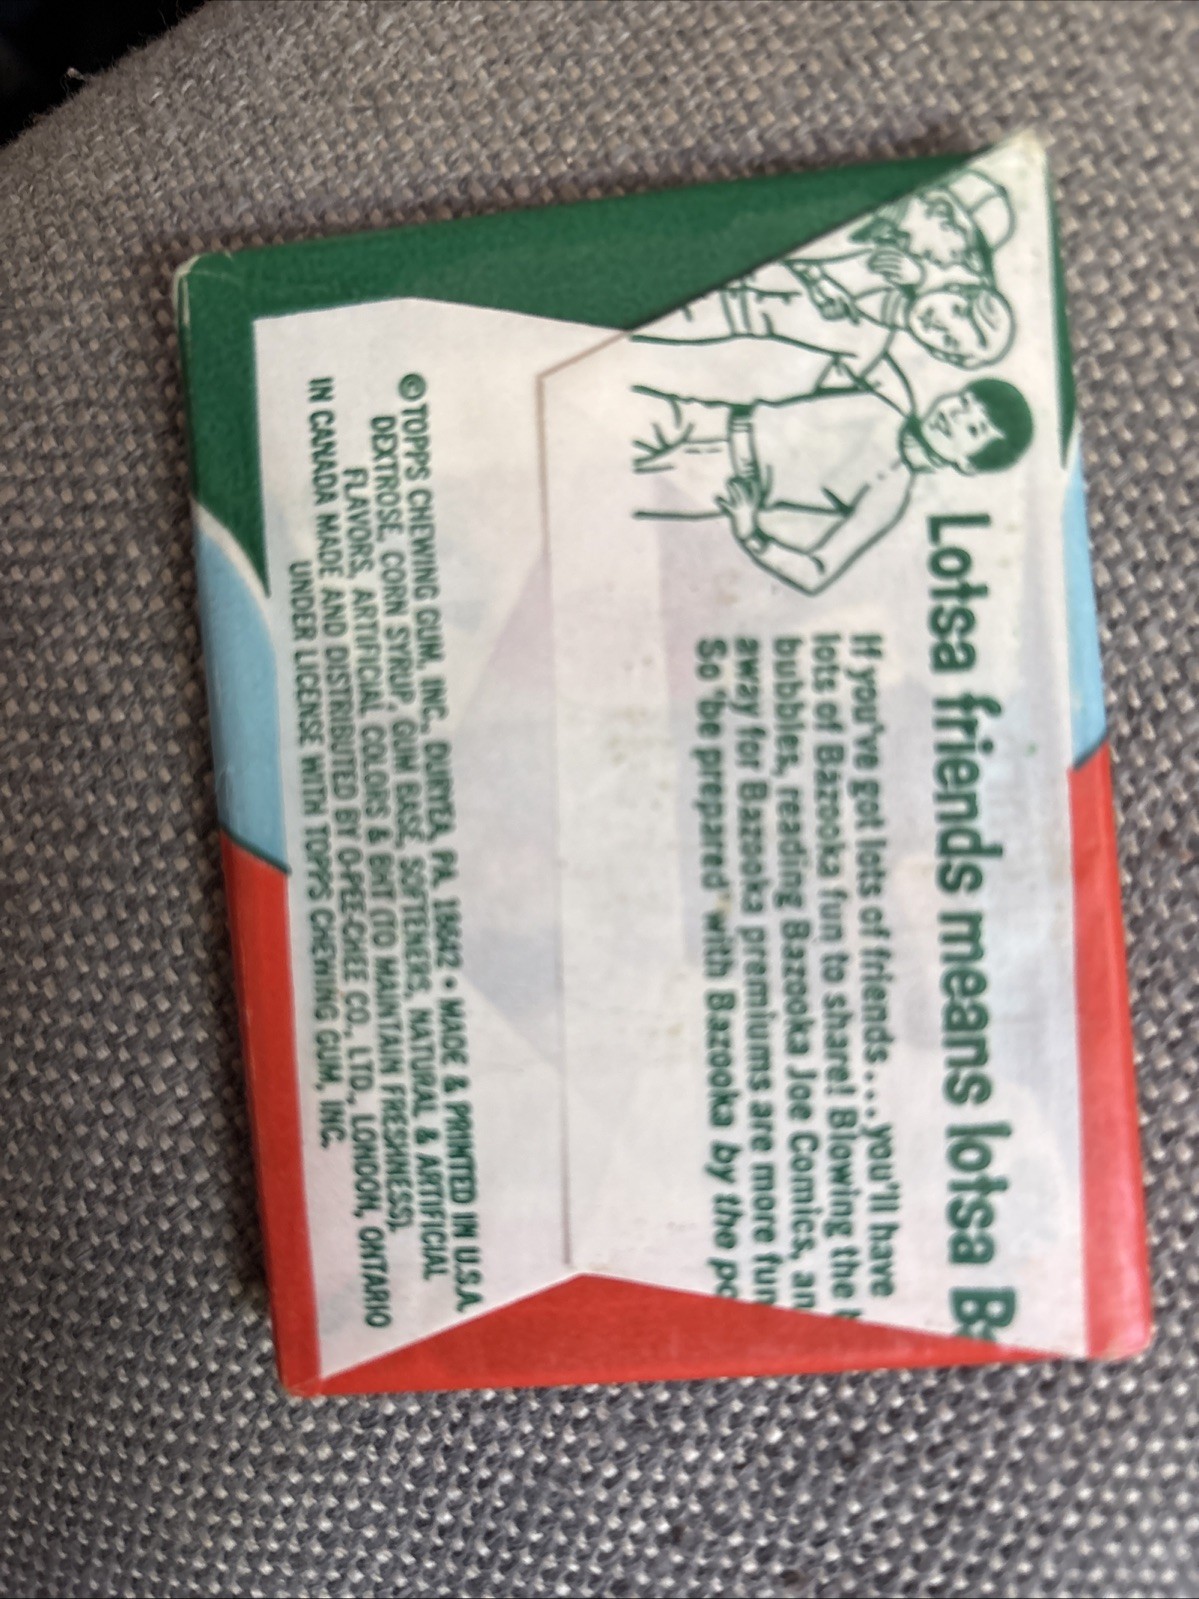 Lotsa friends means lotsa B
If you've got lots of friends...you'll have
lots of Bazooka fun to share! Blowing the
bubbles, reading Bazooka Joe Comics, an
away for Bazooka premiums are more fun
So 'be prepared' with Bazooka by the
© TOPPS CHEWING GUM, INC., DURYEA, PA. 18642 • MADE & PRINTED IN U.S.A.
DEXTROSE, CORN SYRUP, GUM BASE, SOFTENERS, NATURAL & ARTIFICIAL
FLAVORS, ARTIFICIAL COLORS & BHT (TO MAINTAIN FRESHNESS).
IN CANADA MADE AND DISTRIBUTED BY O-PEE-CHEE CO., LTD., LONDON, ONTARIO
UNDER LICENSE WITH TOPPS CHEWING GUM, INC.